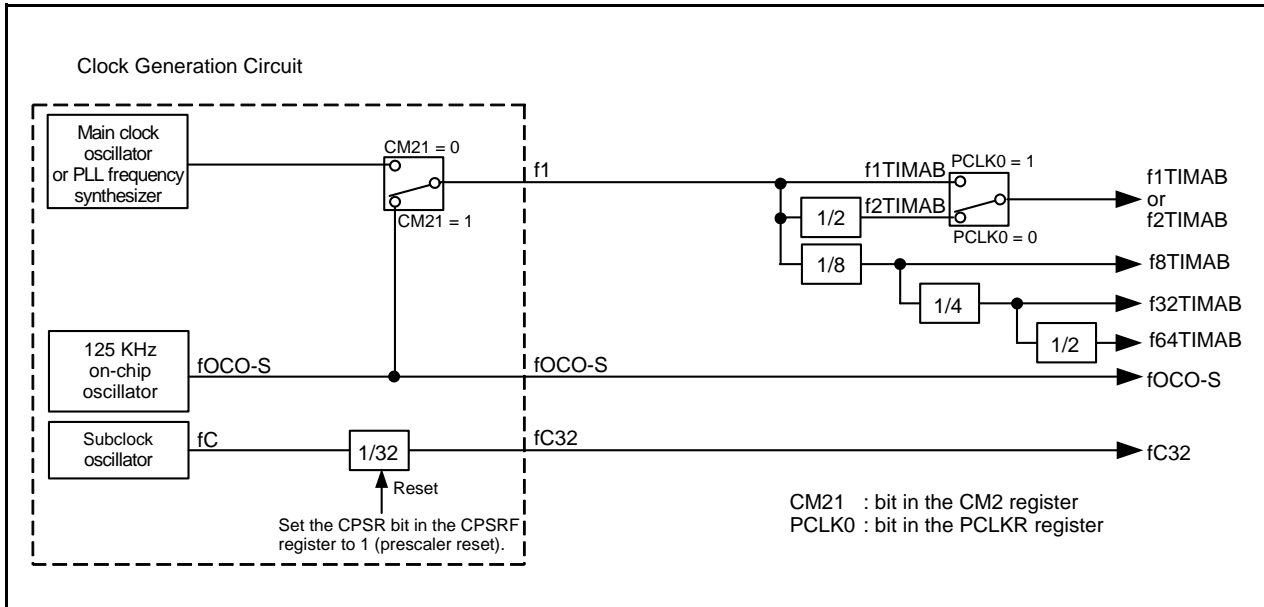 Clock Generation Circuit
Main clock
oscillator
or PLL frequency
synthesizer
CM21 = 0
CM21 = 1
f1
f1TIMAB
PCLK0 = 1
f1TIMAB
or
f2TIMAB
1/2
f2TIMAB
PCLK0 = 0
1/8
f8TIMAB
1/4
f32TIMAB
1/2
f64TIMAB
125 KHz
on-chip
oscillator
fOCO-S
fOCO-S
fOCO-S
Subclock
oscillator
fC
1/32
fC32
fC32
Reset
Set the CPSR bit in the CPSRF
register to 1 (prescaler reset).
CM21 : bit in the CM2 register
PCLK0 : bit in the PCLKR register